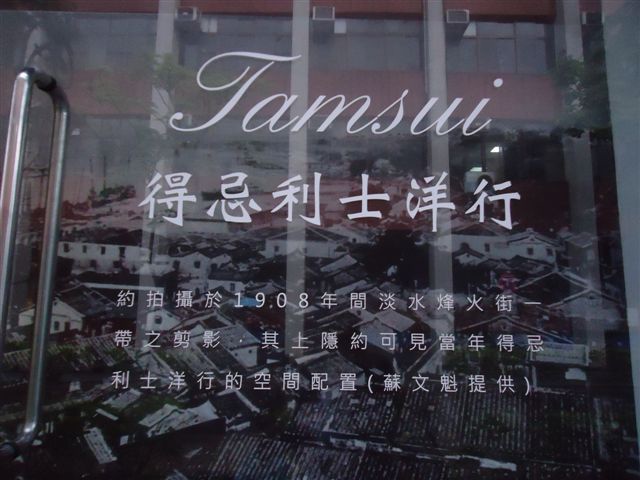 Tamsui
得忌利士洋行
約拍攝於1908年間淡水烽火街一
帶之剪影．其上隱約可見當年得忌
利士洋行的空間配置(蘇文魁提供)